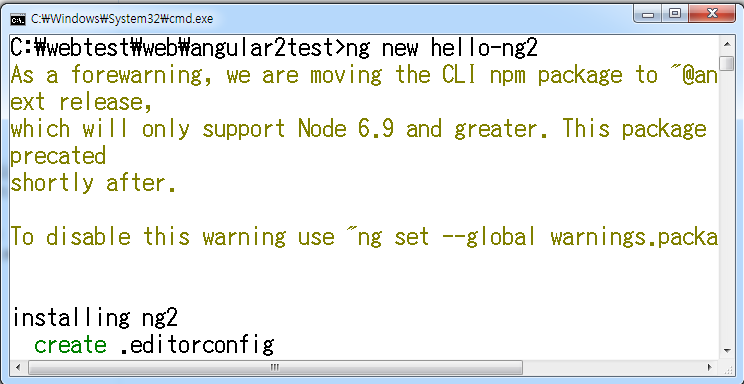 C:\Windows\System32\cmd.exe
C:\webtest\web\angular2test>ng new hello-ng2
As a forewarning, we are moving the CLI npm package to "@an
ext release,
which will only support Node 6.9 and greater. This package
precated
shortly after.
To disable this warning use "ng set --global warnings.packa
installing ng2
create .editorconfig